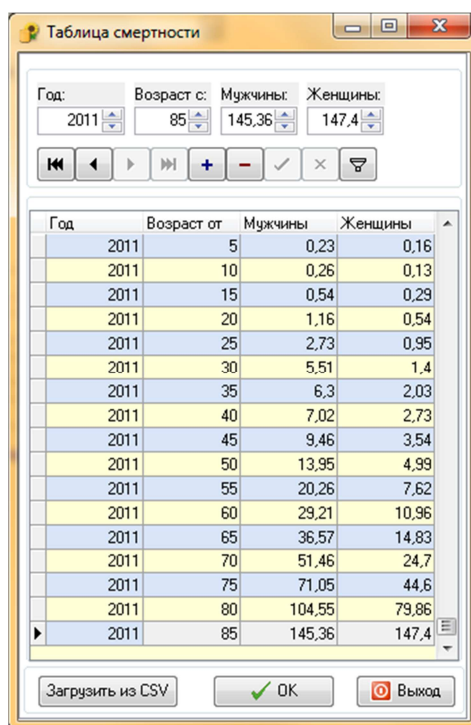 Таблица смертности
Год: Возраст с: Мужчины: Женщины:
2011 85 145,36 147,4
Год Возраст от Мужчины Женщины
2011 5 0,23 0,16
2011 10 0,26 0,13
2011 15 0,54 0,29
2011 20 1,16 0,54
2011 25 2,73 0,95
2011 30 5,51 1,4
2011 35 6,3 2,03
2011 40 7,02 2,73
2011 45 9,46 3,54
2011 50 13,95 4,99
2011 55 20,26 7,62
2011 60 29,21 10,96
2011 65 36,57 14,83
2011 70 51,46 24,7
2011 75 71,05 44,6
2011 80 104,55 79,86
2011 85 145,36 147,4
Загрузить из CSV OK Выход